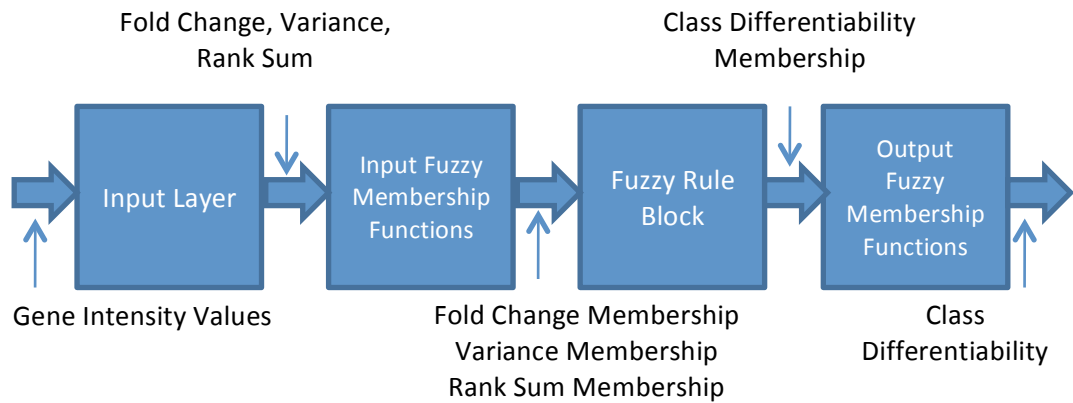 Fold Change, Variance,
Rank Sum
Class Differentiability
Membership
Input Layer
Input Fuzzy
Membership
Functions
Fuzzy Rule
Block
Output
Fuzzy
Membership
Functions
Gene Intensity Values
Fold Change Membership
Variance Membership
Rank Sum Membership
Class
Differentiability